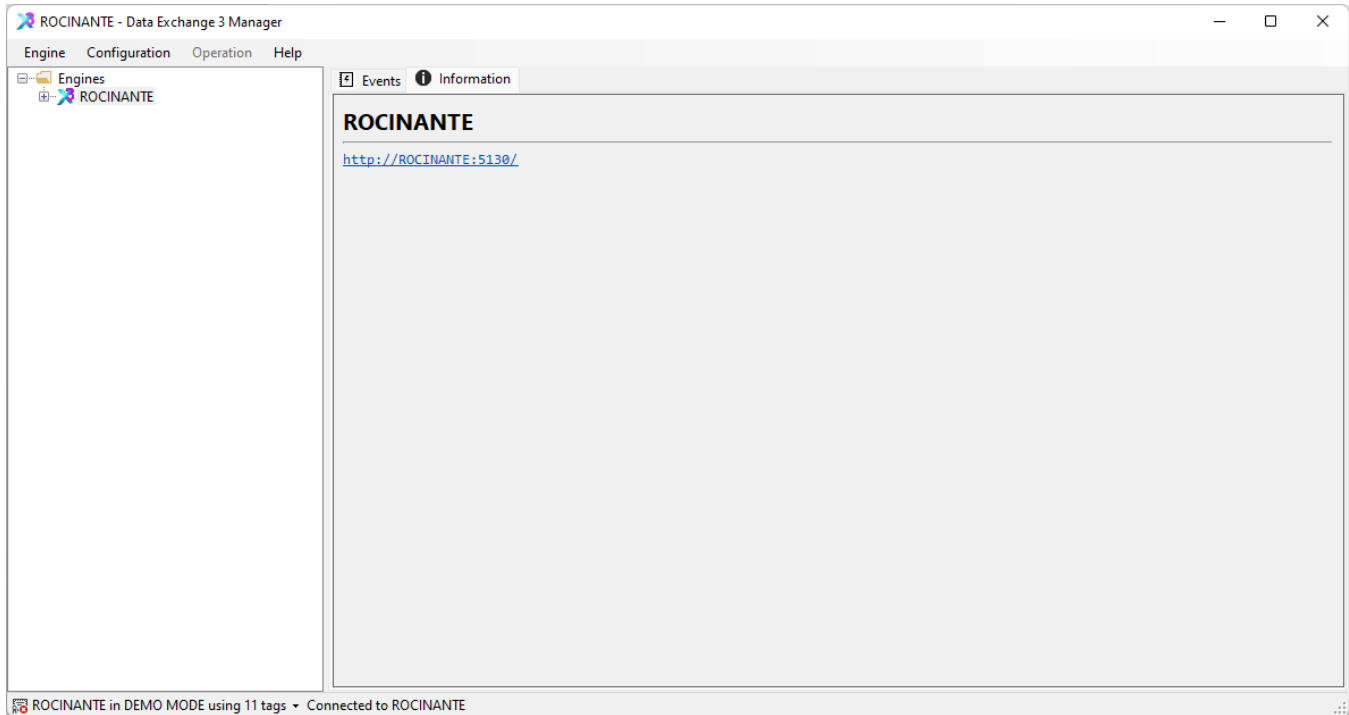 ROCINANTE - Data Exchange 3 Manager
Engine Configuration Operation Help
Engines
ROCINANTE
Events Information
ROCINANTE
http://ROCINANTE:5130/
ROCINANTE in DEMO MODE using 11 tags Connected to ROCINANTE